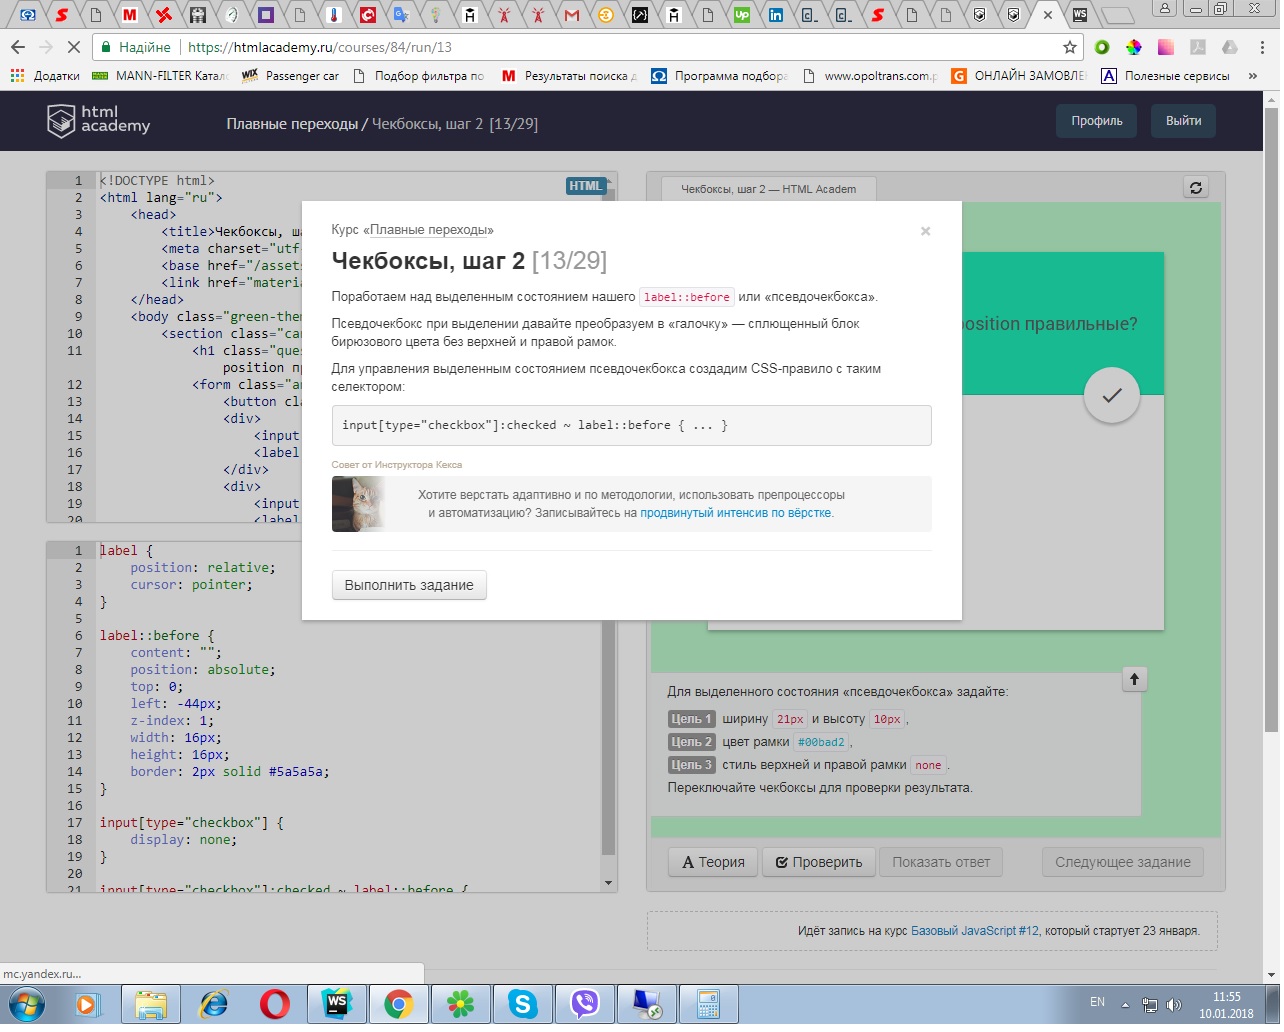 Надійне
https://htmlacademy.ru/courses/84/run/13
Додатки
MANN-FILTER Катало
Passenger car
Подбор фильтра по
Результаты поиска д
Программа подбора
www.opoltrans.com.p
ОНЛАЙН ЗАМОВЛЕ
Полезные сервисы
»
html
academy
Плавные переходы / Чекбоксы, шаг 2 [13/29]
Профиль
Выйти
HTML
1 <!DOCTYPE html>
2 <html lang="ru">
3 <head>
4 <title>Чекбоксы, ша
5 <meta charset="utf
6 <base href="/asset
7 <link href="materia
8 </head>
9 <body class="green-the
10 <section class="car
11 <h1 class="que
position п
12 <form class="a
13 <button cla
14 <div>
15 <input
16 <label
17 </div>
18 <div>
19 <input
20 <label
1 label {
2 position: relative;
3 cursor: pointer;
4 }
5
6 label::before {
7 content: "";
8 position: absolute;
9 top: 0;
10 left: -44px;
11 z-index: 1;
12 width: 16px;
13 height: 16px;
14 border: 2px solid #5a5a5a;
15 }
16
17 input[type="checkbox"] {
18 display: none;
19 }
20
21 input[type="checkbox"]:checked ~ label::before {
Курс «Плавные переходы»
×
Чекбоксы, шаг 2 [13/29]
Поработаем над выделенным состоянием нашего label::before или «псевдочекбокса».
Псевдочекбокс при выделении давайте преобразуем в «галочку» — сплющенный блок
бирюзового цвета без верхней и правой рамок.
Для управления выделенным состоянием псевдочекбокса создадим CSS-правило с таким
селектором:
input[type="checkbox"]:checked ~ label::before { ... }
Совет от Инструктора Кекса
Хотите верстать адаптивно и по методологии, использовать препроцессоры
и автоматизацию? Записывайтесь на продвинутый интенсив по вёрстке.
Выполнить задание
Чекбоксы, шаг 2 — HTML Academ
position правильные?
Для выделенного состояния «псевдочекбокса» задайте:
Цель 1 ширину 21px и высоту 10px,
Цель 2 цвет рамки #00bad2,
Цель 3 стиль верхней и правой рамки none.
Переключайте чекбоксы для проверки результата.
Теория
Проверить
Показать ответ
Следующее задание
Идёт запись на курс Базовый JavaScript #12, который стартует 23 января.
mc.yandex.ru...
EN
11:55
10.01.2018